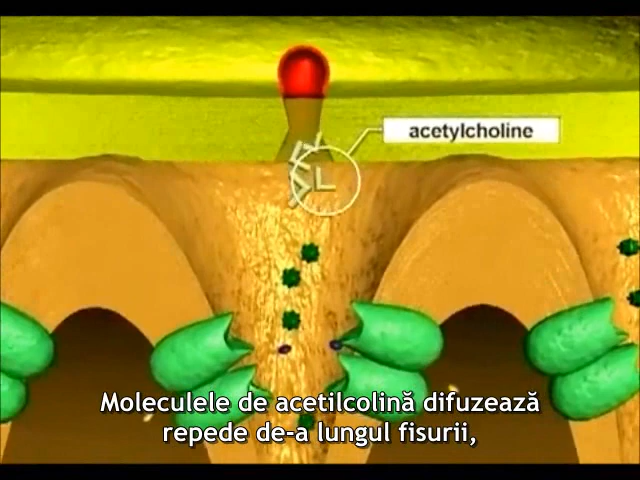 acetylcholine
Moleculele de acetilcolină difuzează
repede de-a lungul fisurii,